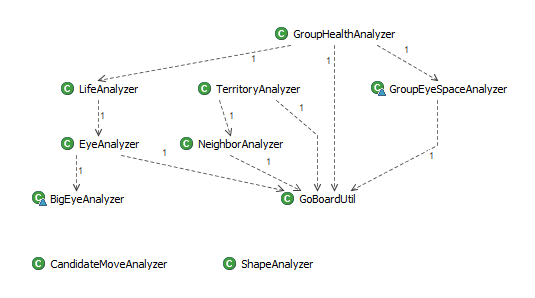 C GroupHealthAnalyzer
1 1 1
C LifeAnalyzer C TerritoryAnalyzer C GroupEyeSpaceAnalyzer
1 1 1
C EyeAnalyzer C NeighborAnalyzer
1 1 1 1
C BigEyeAnalyzer C GoBoardUtil
C CandidateMoveAnalyzer C ShapeAnalyzer